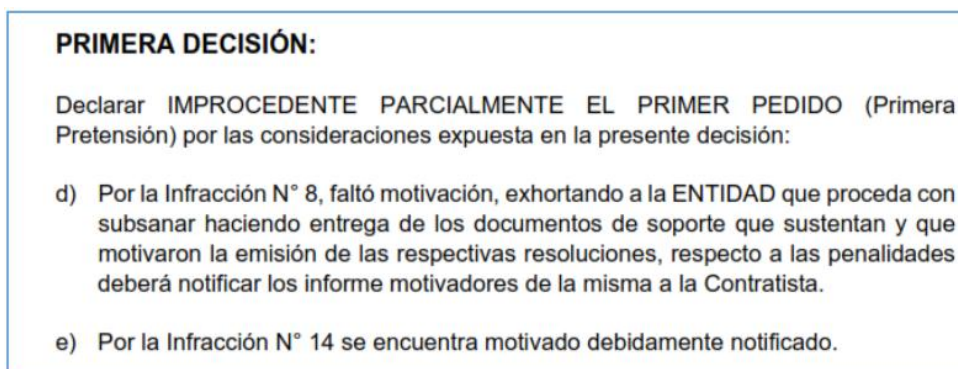 PRIMERA DECISIÓN:
Declarar IMPROCEDENTE PARCIALMENTE EL PRIMER PEDIDO (Primera
Pretensión) por las consideraciones expuesta en la presente decisión:
d) Por la Infracción N° 8, faltó motivación, exhortando a la ENTIDAD que proceda con
subsanar haciendo entrega de los documentos de soporte que sustentan y que
motivaron la emisión de las respectivas resoluciones, respecto a las penalidades
deberá notificar los informe motivadores de la misma a la Contratista.
e) Por la Infracción N° 14 se encuentra motivado debidamente notificado.